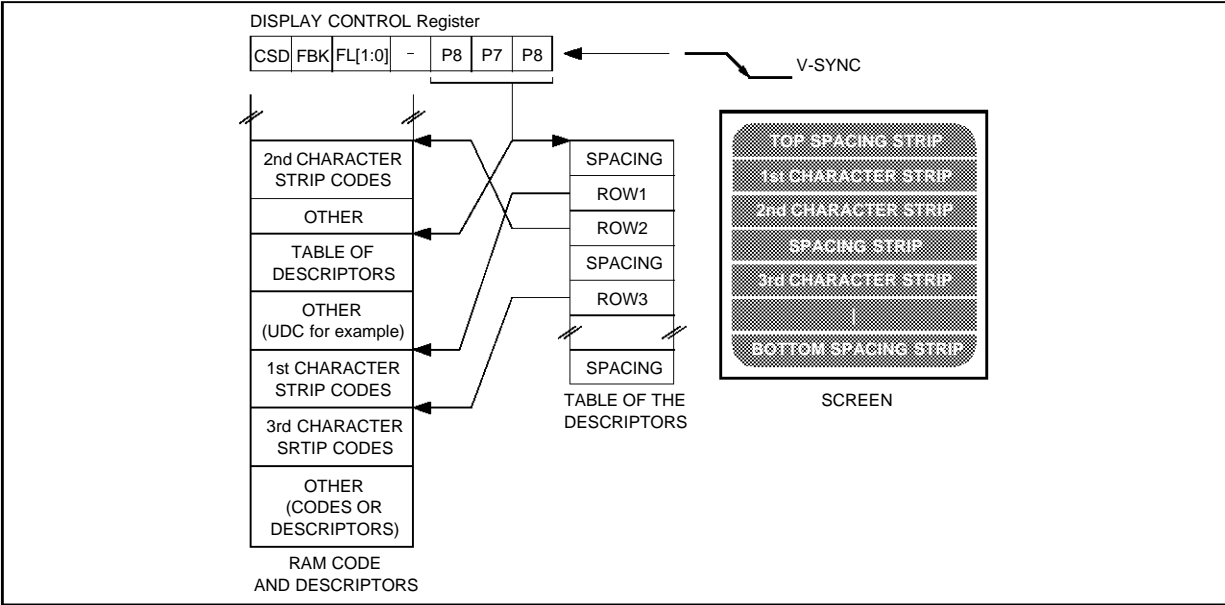 DISPLAY CONTROL Register
CSD FBK FL[1:0] - P8 P7 P8
V-SYNC
2nd CHARACTER
STRIP CODES
OTHER
TABLE OF
DESCRIPTORS
OTHER
(UDC for example)
1st CHARACTER
STRIP CODES
3rd CHARACTER
SRTIP CODES
OTHER
(CODES OR
DESCRIPTORS)
RAM CODE
AND DESCRIPTORS
SPACING
ROW1
ROW2
SPACING
ROW3
SPACING
TABLE OF THE
DESCRIPTORS
TOP SPACING STRIP
1st CHARACTER STRIP
2nd CHARACTER STRIP
SPACING STRIP
3rd CHARACTER STRIP
|
BOTTOM SPACING STRIP
SCREEN